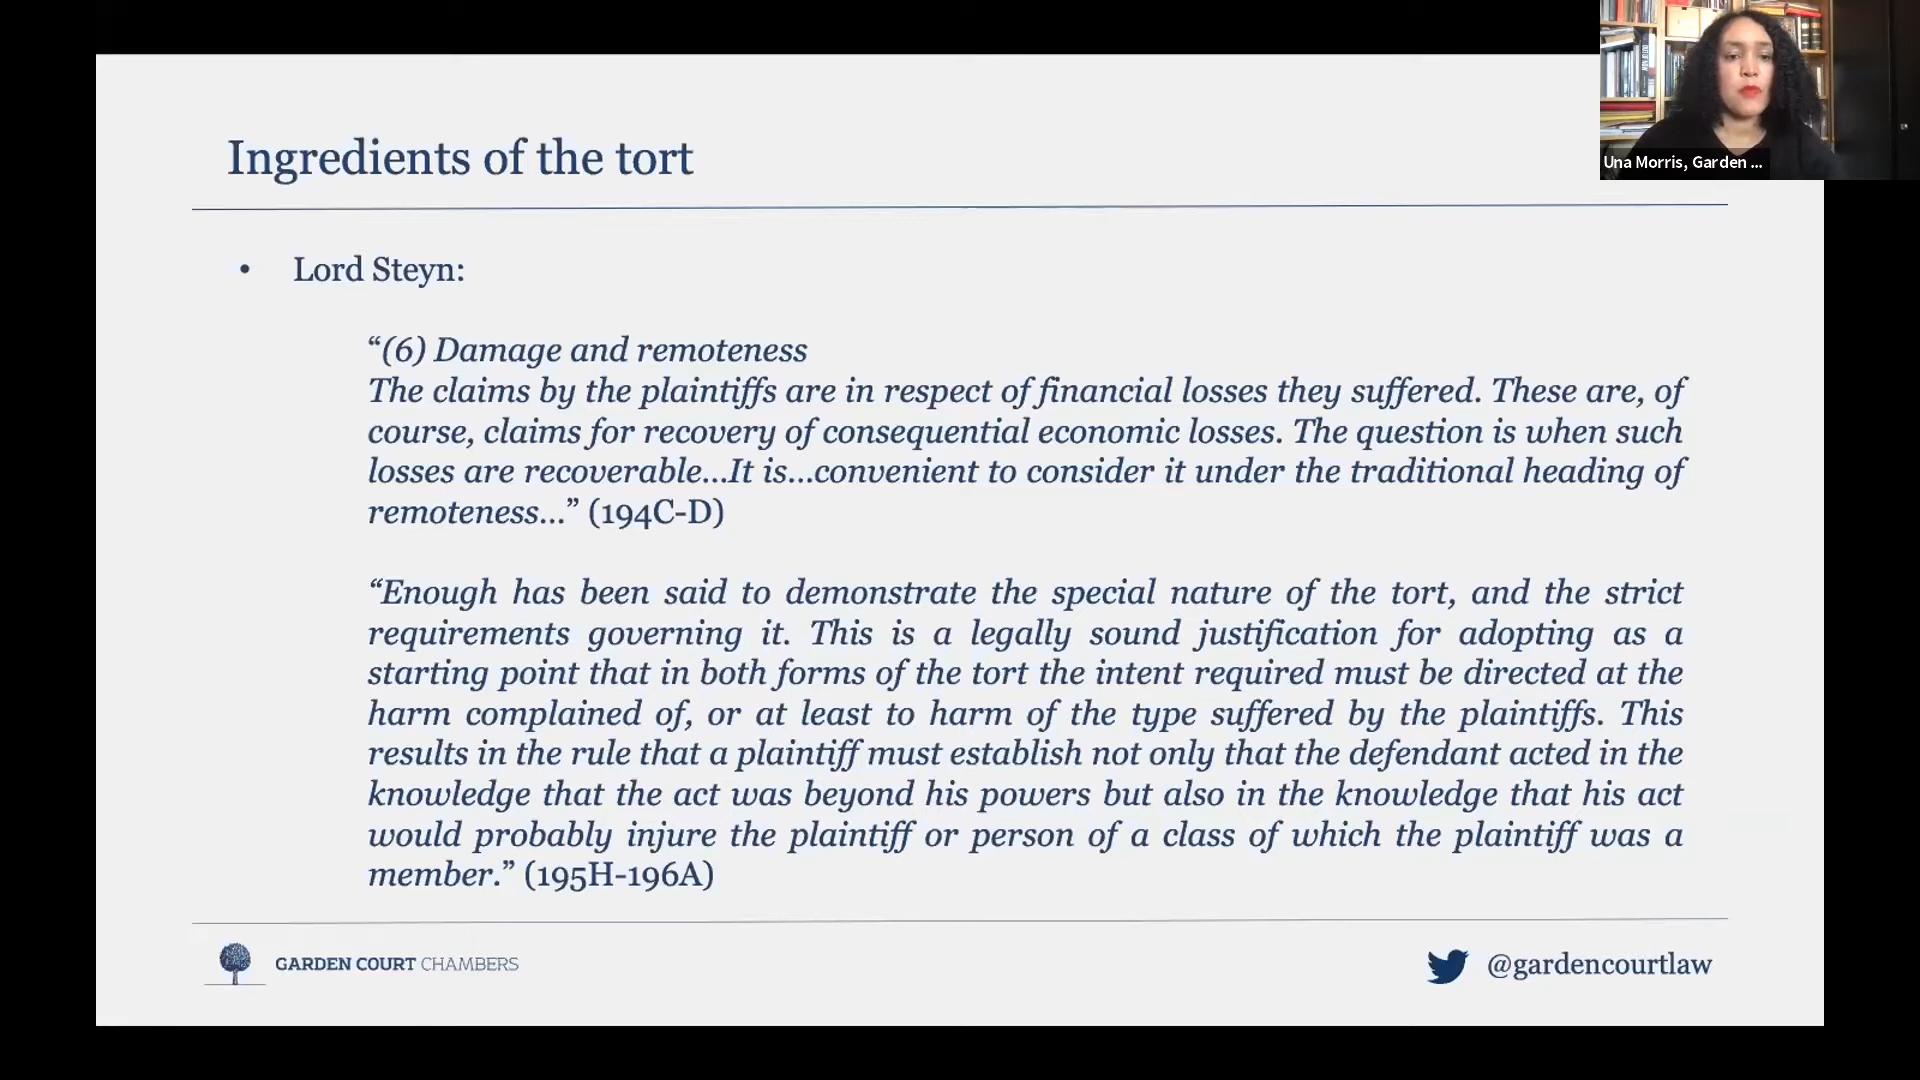 Una Morris, Garden ...
Ingredients of the tort
• Lord Steyn:
“(6) Damage and remoteness
The claims by the plaintiffs are in respect of financial losses they suffered. These are, of
course, claims for recovery of consequential economic losses. The question is when such
losses are recoverable...It is...convenient to consider it under the traditional heading of
remoteness...” (194C-D)
“Enough has been said to demonstrate the special nature of the tort, and the strict
requirements governing it. This is a legally sound justification for adopting as a
starting point that in both forms of the tort the intent required must be directed at the
harm complained of, or at least to harm of the type suffered by the plaintiffs. This
results in the rule that a plaintiff must establish not only that the defendant acted in the
knowledge that the act was beyond his powers but also in the knowledge that his act
would probably injure the plaintiff or person of a class of which the plaintiff was a
member.” (195H-196A)
GARDEN COURT CHAMBERS
@gardencourtlaw